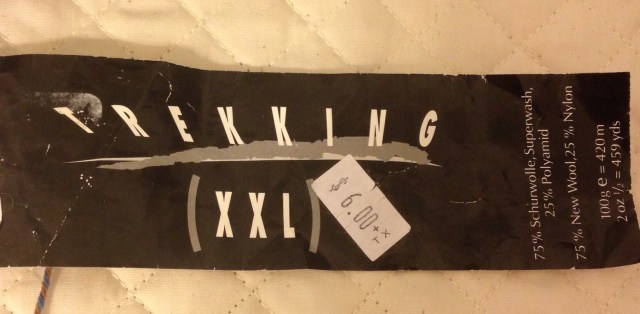 TREKKING
(XXL)
$6.00 + TX
75% Schurwolle, Superwash,
25% Polyamid
75% New Wool, 25% Nylon
100g e = 420m
2 oz ½ = 459 yds